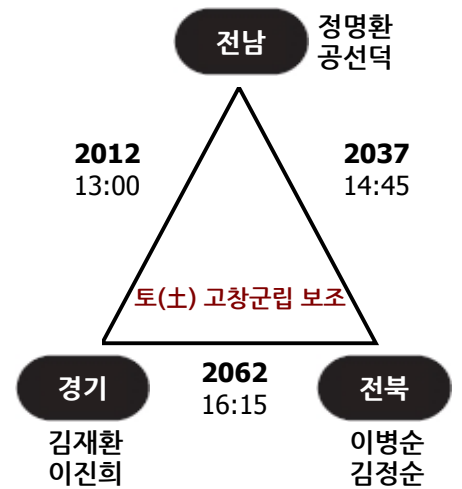 전남
정명환
공선덕
2012
13:00
2037
14:45
토(土) 고창군립 보조
2062
16:15
경기
전북
김재환
이진희
이병순
김정순